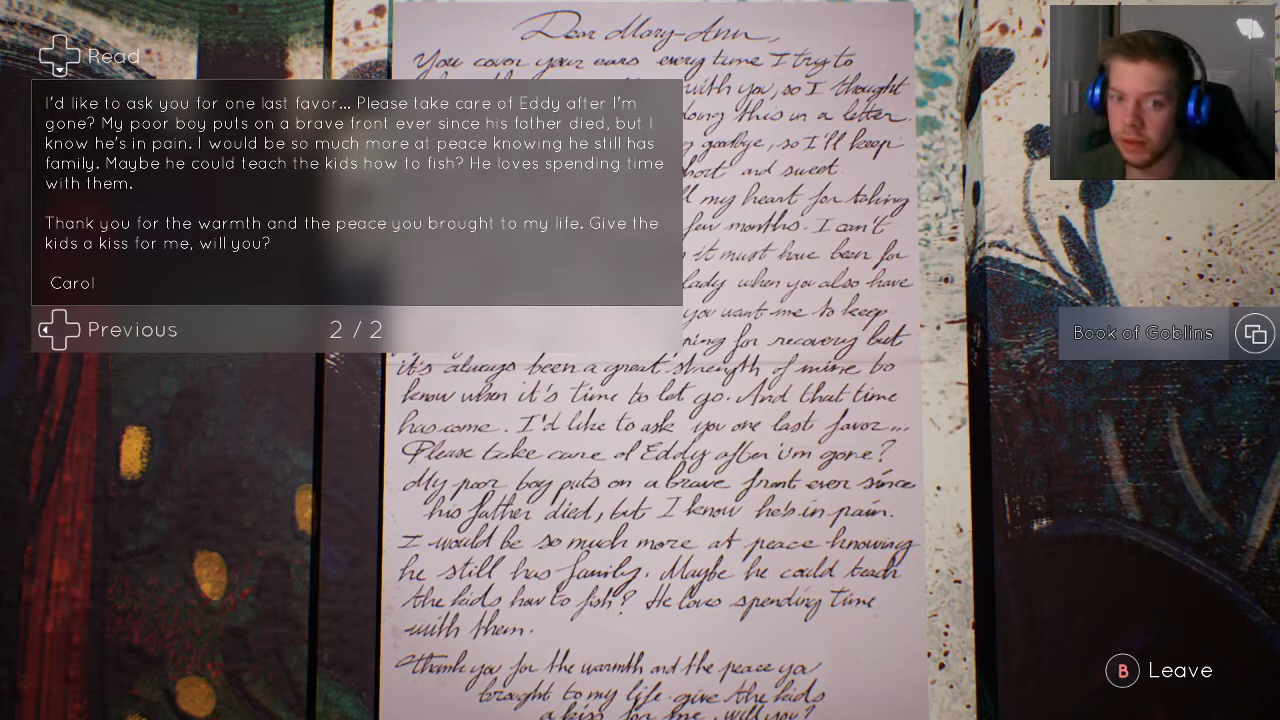 Read
I'd like to ask you for one last favor... Please take care of Eddy after I'm
gone? My poor boy puts on a brave front ever since his father died, but I
know he's in pain. I would be so much more at peace knowing he still has
family. Maybe he could teach the kids how to fish? He loves spending time
with them.
Thank you for the warmth and the peace you brought to my life. Give the
kids a kiss for me, will you?
Carol
Previous
2 / 2
Dear Mary-Ann,
You cover your ears every time I try to
with you, so I thought
doing this in a letter.
goodbye, so I'll keep
short and sweet.
my heart for taking
few months. I can't
it must have been for
lady when you also have
you want me to keep
for recovery but
it's always been a great strength of mine to
know when it's time to let go. And that time
has come. I'd like to ask you one last favor...
Please take care of Eddy after i'm gone?
My poor boy puts on a brave front ever since
his father died, but I know he's in pain.
I would be so much more at peace knowing
he still has family. Maybe he could teach
the kids how to fish? He loves spending time
with them.
thank you for the warmth and the peace you
brought to my life. give the kids
a kiss for me, will you?
Book of Goblins
B Leave